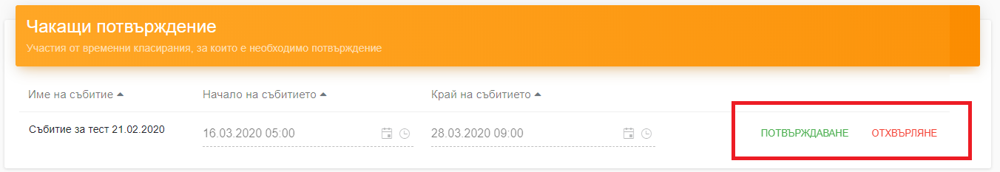 Чакащи потвърждение
Участия от временни класирания, за които е необходимо потвърждение
Име на събитие Начало на събитието Край на събитието
Събитие за тест 21.02.2020 16.03.2020 05:00 28.03.2020 09:00 ПОТВЪРЖДАВАНЕ ОТХВЪРЛЯНЕ